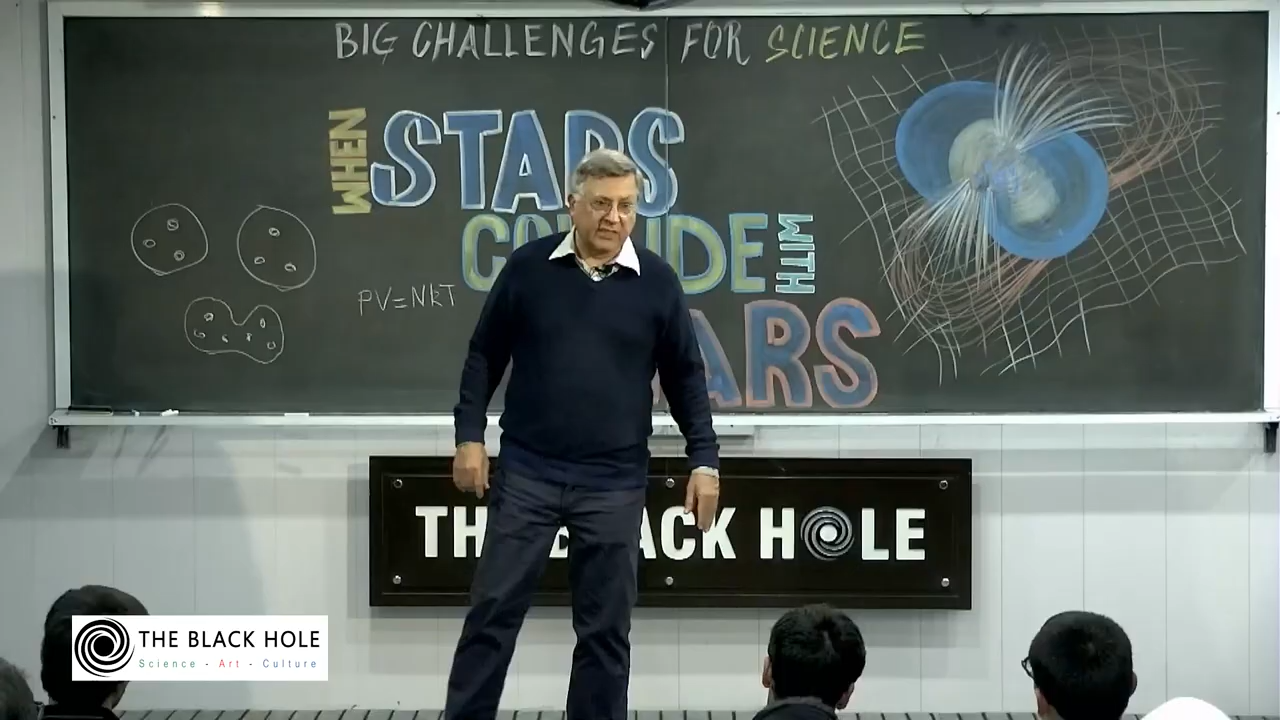 BIG CHALLENGES FOR SCIENCE
WHEN
STARS
WITH
PV=NKT
THE BLACK HOLE
Science - Art - Culture